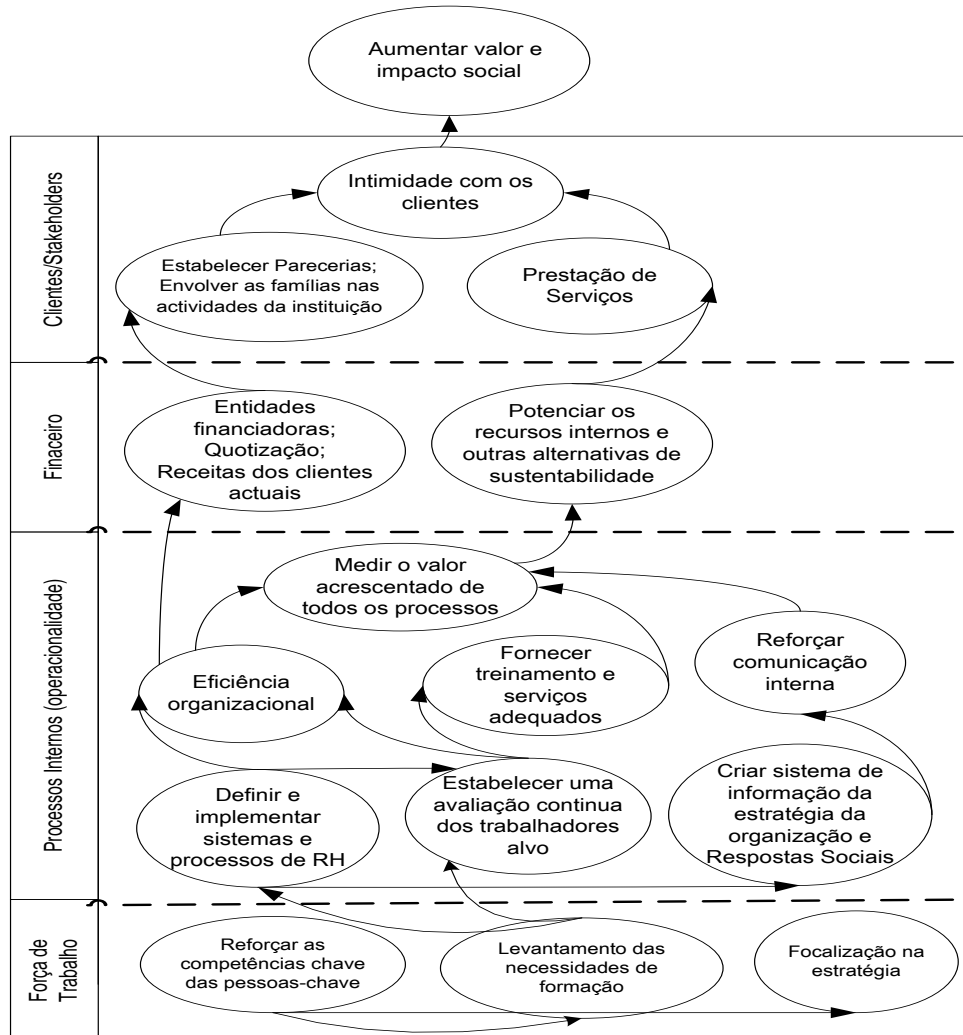 Aumentar valor e
impacto social
Clientes/Stakeholders
Intimidade com os
clientes
Estabelecer Parecerias;
Envolver as famílias nas
actividades da instituição
Prestação de
Serviços
Finaceiro
Entidades
financiadoras;
Quotização;
Receitas dos clientes
actuais
Potenciar os
recursos internos e
outras alternativas de
sustentabilidade
Processos Internos (operacionalidade)
Medir o valor
acrescentado de
todos os processos
Eficiência
organizacional
Fornecer
treinamento e
serviços
adequados
Reforçar
comunicação
interna
Definir e
implementar
sistemas e
processos de RH
Estabelecer uma
avaliação continua
dos trabalhadores
alvo
Criar sistema de
informação da
estratégia da
organização e
Respostas Sociais
Força de
Trabalho
Reforçar as
competências chave
das pessoas-chave
Levantamento das
necessidades de
formação
Focalização na
estratégia